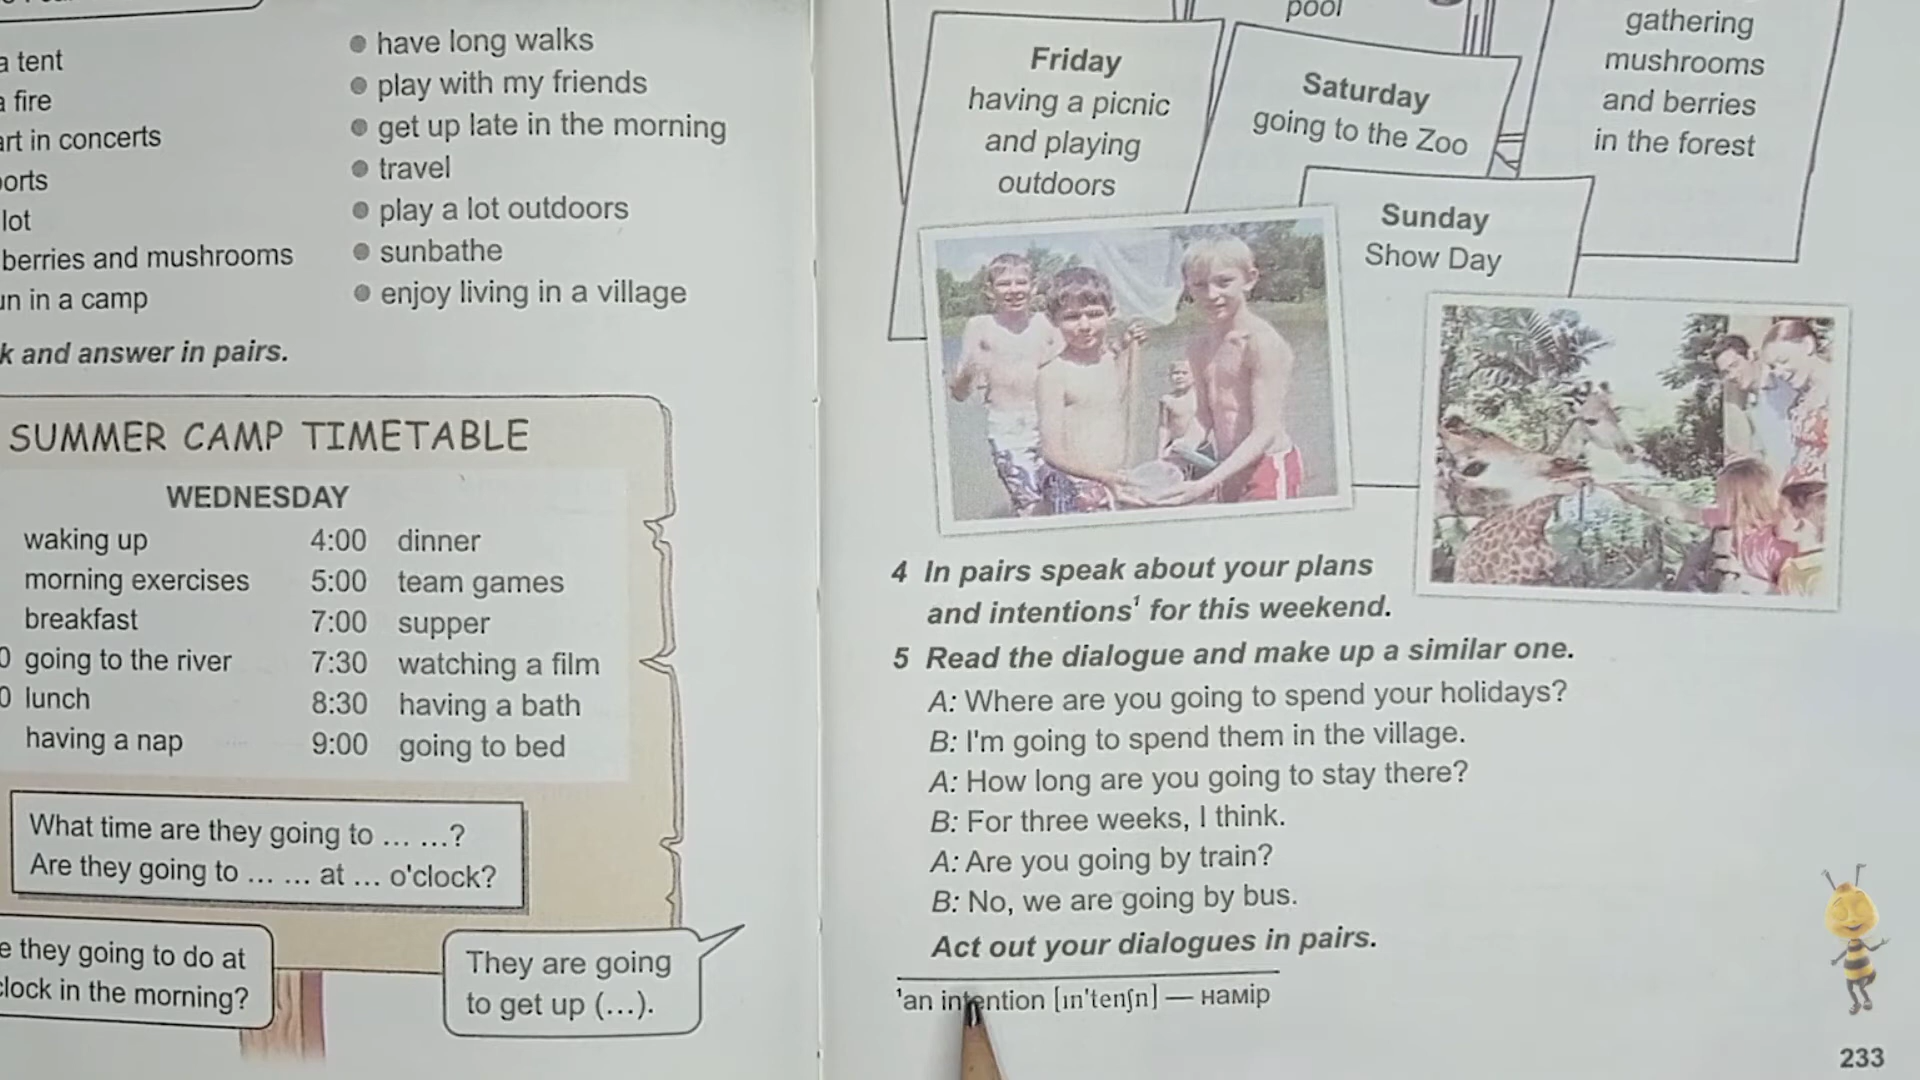 a tent
a fire
art in concerts
orts
lot
berries and mushrooms
un in a camp
● have long walks
● play with my friends
● get up late in the morning
● travel
● play a lot outdoors
● sunbathe
● enjoy living in a village
k and answer in pairs.
SUMMER CAMP TIMETABLE
WEDNESDAY
waking up
morning exercises
breakfast
0 going to the river
0 lunch
having a nap
4:00 dinner
5:00 team games
7:00 supper
7:30 watching a film
8:30 having a bath
9:00 going to bed
What time are they going to ... ...?
Are they going to ... ... at ... o'clock?
e they going to do at
clock in the morning?
They are going
to get up (...).
pool
Friday
having a picnic
and playing
outdoors
Saturday
going to the Zoo
gathering
mushrooms
and berries
in the forest
Sunday
Show Day
4 In pairs speak about your plans
and intentions¹ for this weekend.
5 Read the dialogue and make up a similar one.
A: Where are you going to spend your holidays?
B: I'm going to spend them in the village.
A: How long are you going to stay there?
B: For three weeks, I think.
A: Are you going by train?
B: No, we are going by bus.
Act out your dialogues in pairs.
¹an intention [ɪn'tenʃn] — намір
233